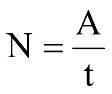 N = A/t